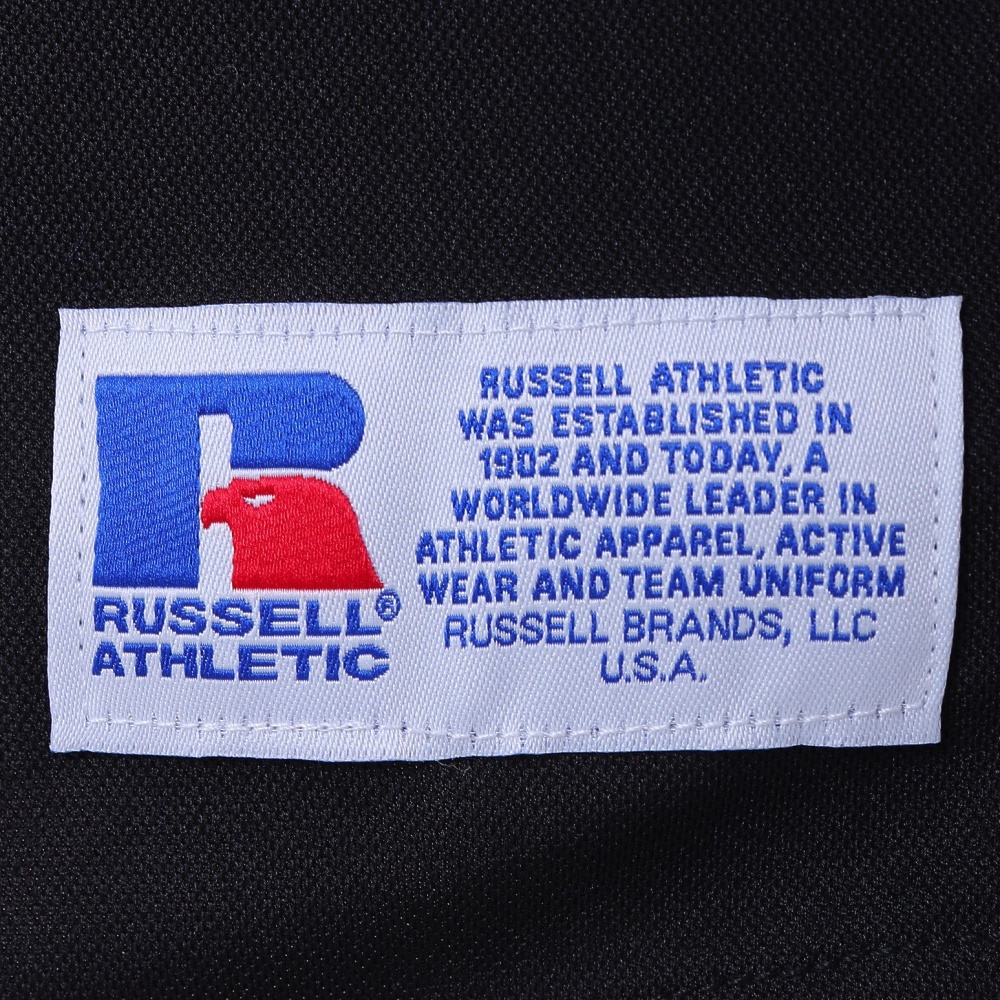 RUSSELL®
ATHLETIC
RUSSELL ATHLETIC
WAS ESTABLISHED IN
1902 AND TODAY, A
WORLDWIDE LEADER IN
ATHLETIC APPAREL, ACTIVE
WEAR AND TEAM UNIFORM
RUSSELL BRANDS, LLC
U.S.A.